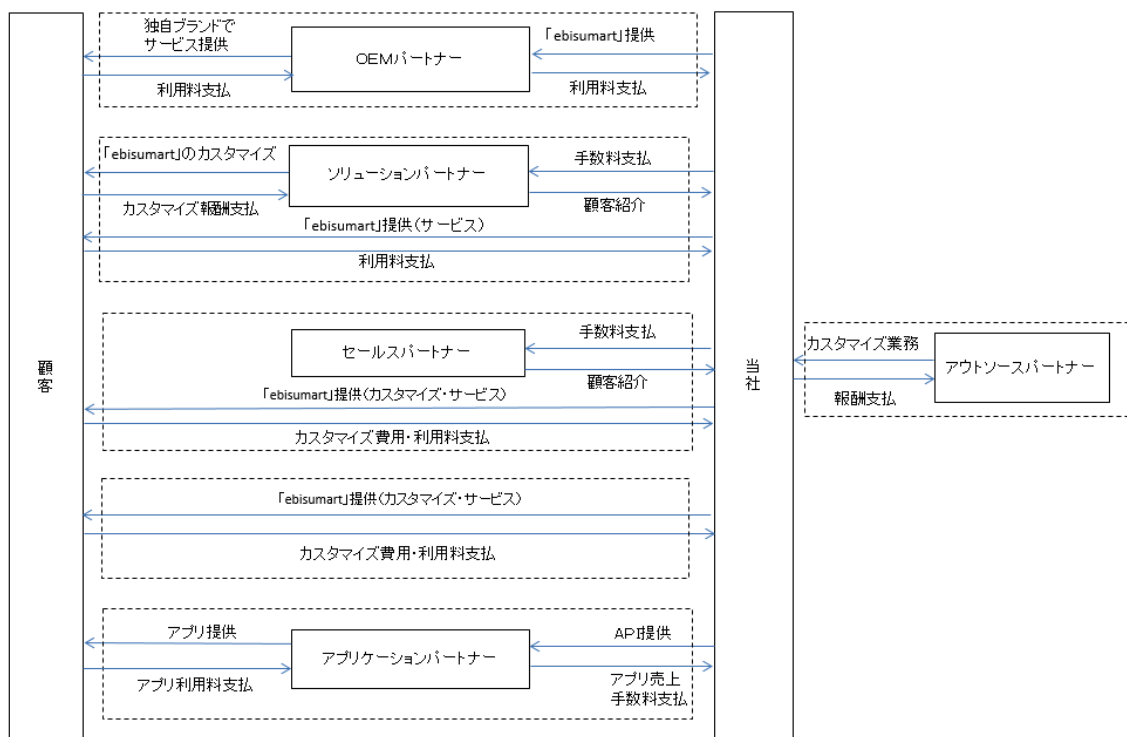 独自ブランドで
サービス提供
利用料支払
OEMパートナー
「ebisumart」提供
利用料支払
「ebisumart」のカスタマイズ
カスタマイズ報酬支払
ソリューションパートナー
手数料支払
顧客紹介
「ebisumart」提供(サービス)
利用料支払
顧客
セールスパートナー
手数料支払
顧客紹介
「ebisumart」提供(カスタマイズ・サービス)
カスタマイズ費用・利用料支払
当社
カスタマイズ業務
報酬支払
アウトソースパートナー
「ebisumart」提供(カスタマイズ・サービス)
カスタマイズ費用・利用料支払
アプリ提供
アプリ利用料支払
アプリケーションパートナー
API提供
アプリ売上
手数料支払